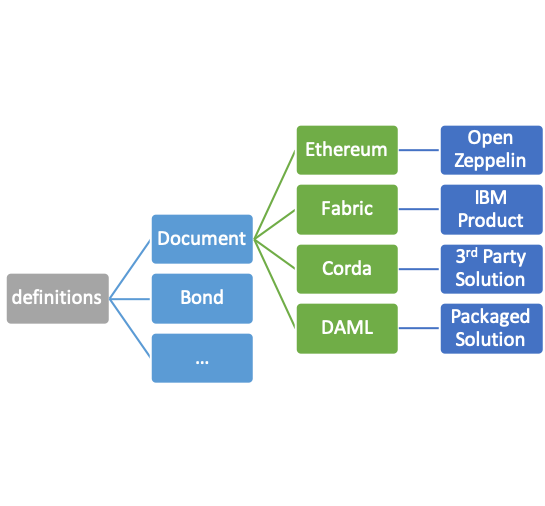 definitions
Document
Bond
...
Ethereum
Fabric
Corda
DAML
Open
Zeppelin
IBM
Product
3rd Party
Solution
Packaged
Solution